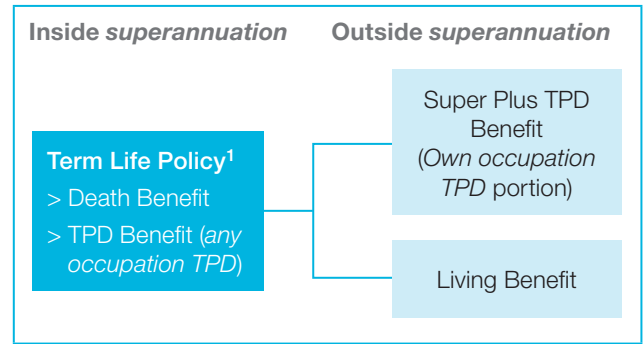 Inside superannuation
Outside superannuation
Term Life Policy¹
> Death Benefit
> TPD Benefit (any
occupation TPD)
Super Plus TPD
Benefit
(Own occupation
TPD portion)
Living Benefit